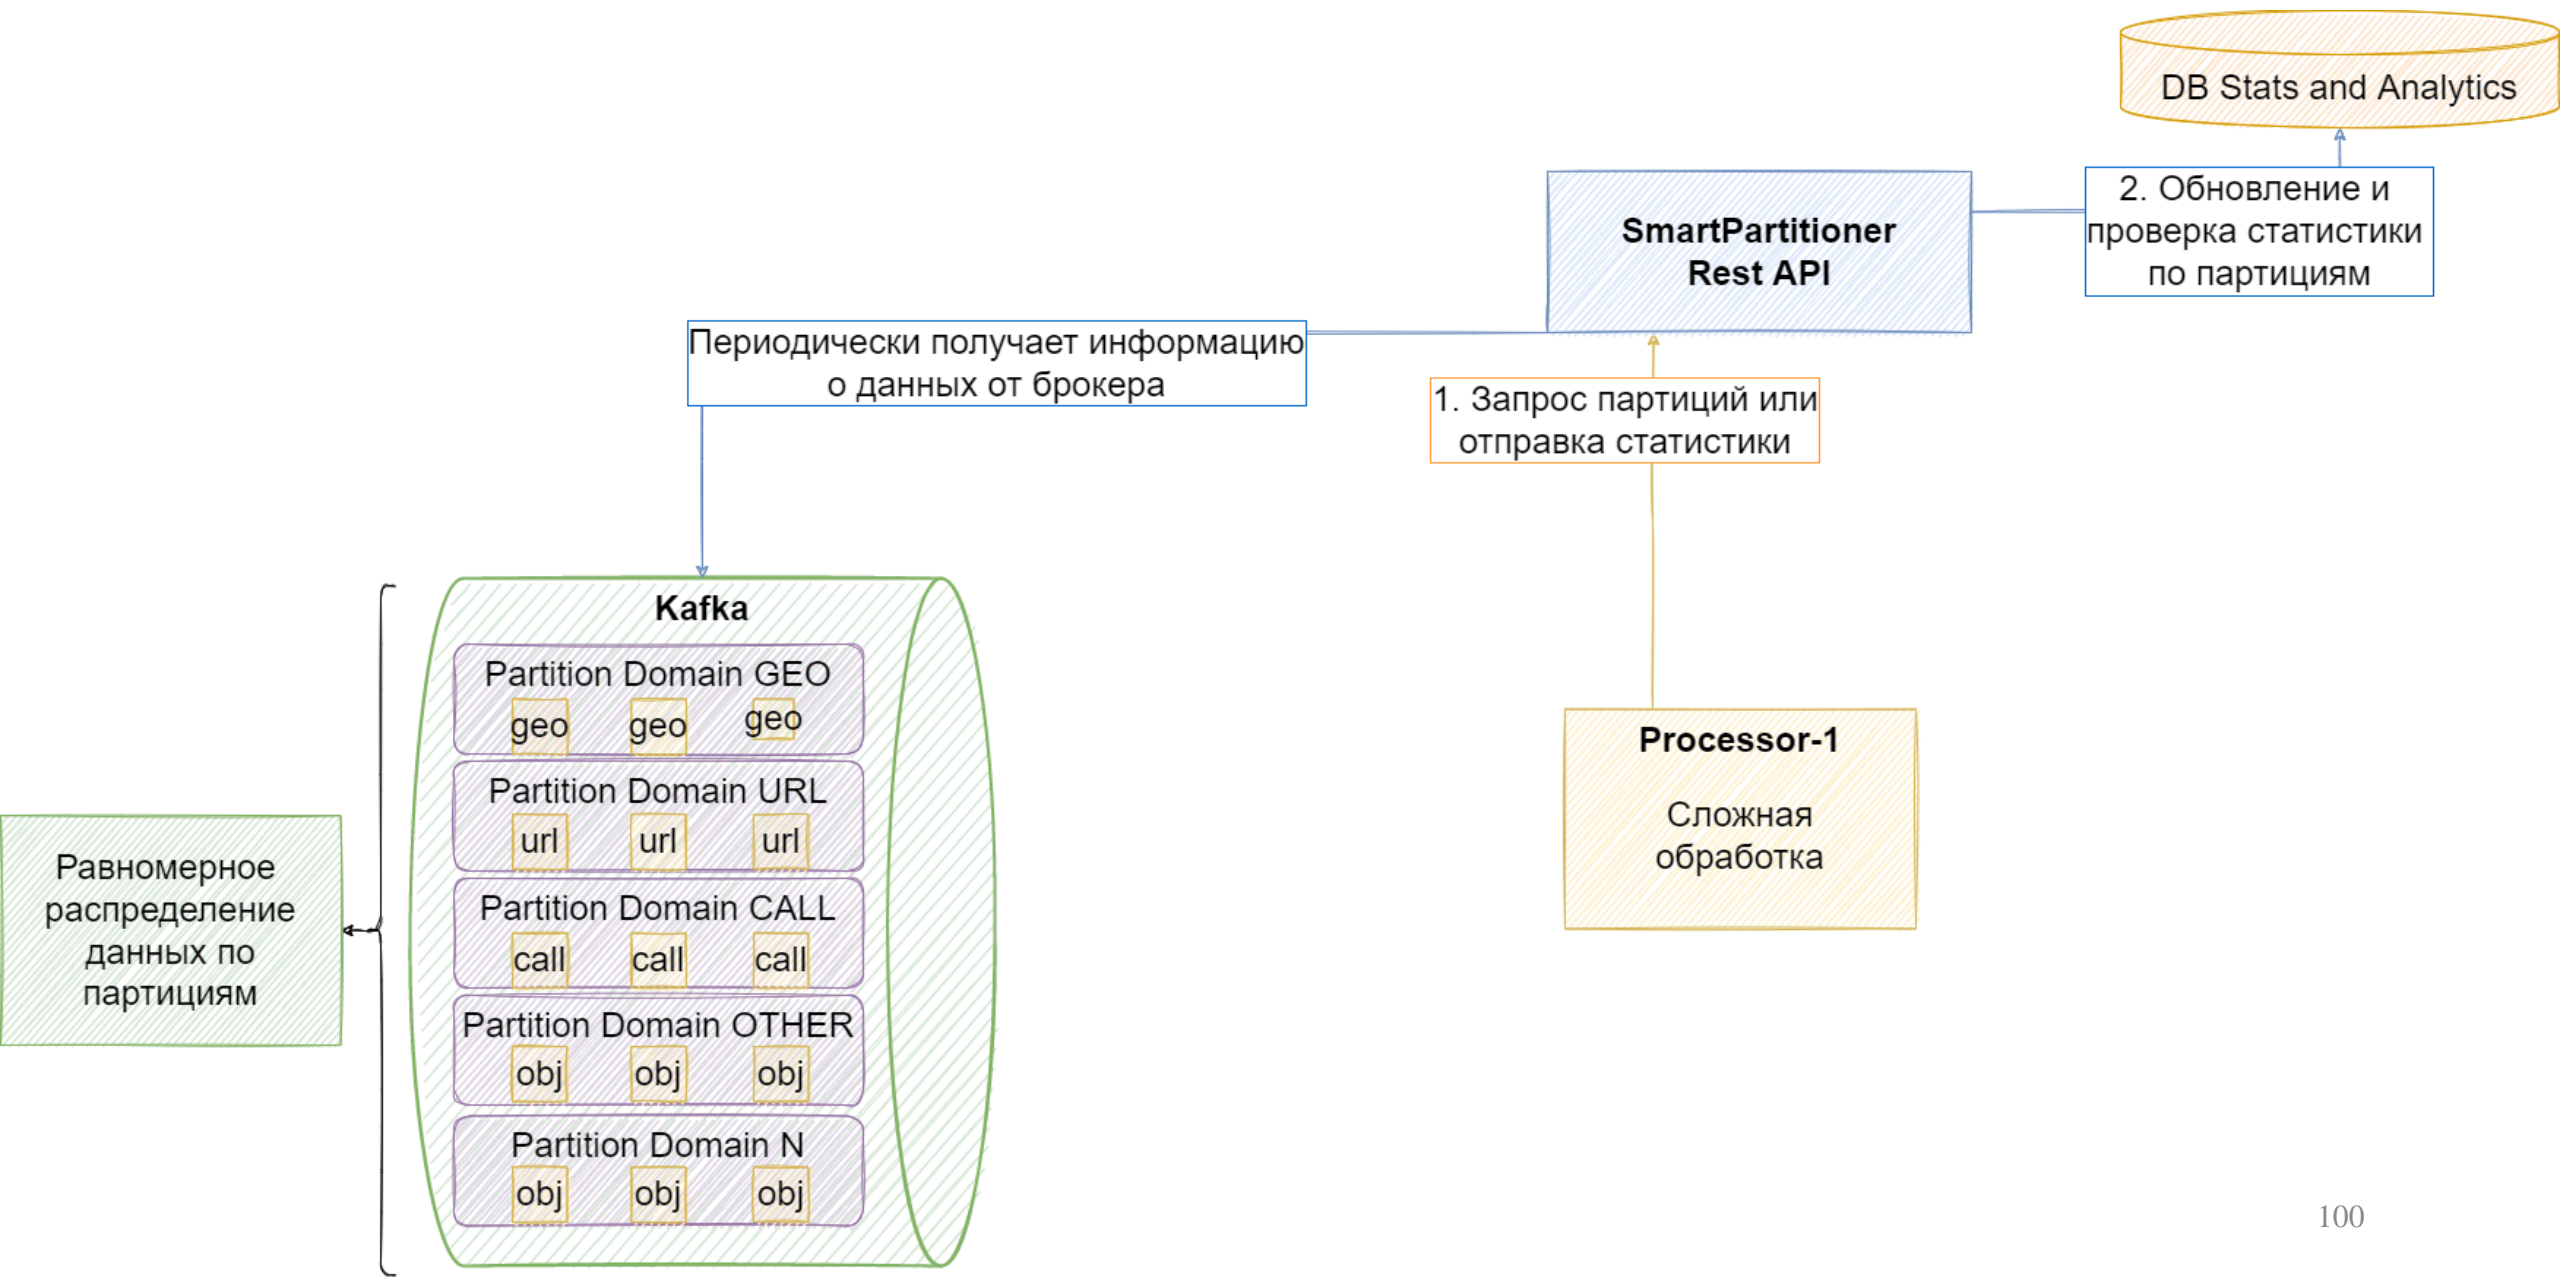 DB Stats and Analytics
SmartPartitioner
Rest API
2. Обновление и
проверка статистики
по партициям
Периодически получает информацию
о данных от брокера
1. Запрос партиций или
отправка статистики
Kafka
Partition Domain GEO
geo geo geo
Partition Domain URL
url url url
Partition Domain CALL
call call call
Partition Domain OTHER
obj obj obj
Partition Domain N
obj obj obj
Равномерное
распределение
данных по
партициям
Processor-1
Сложная
обработка
100